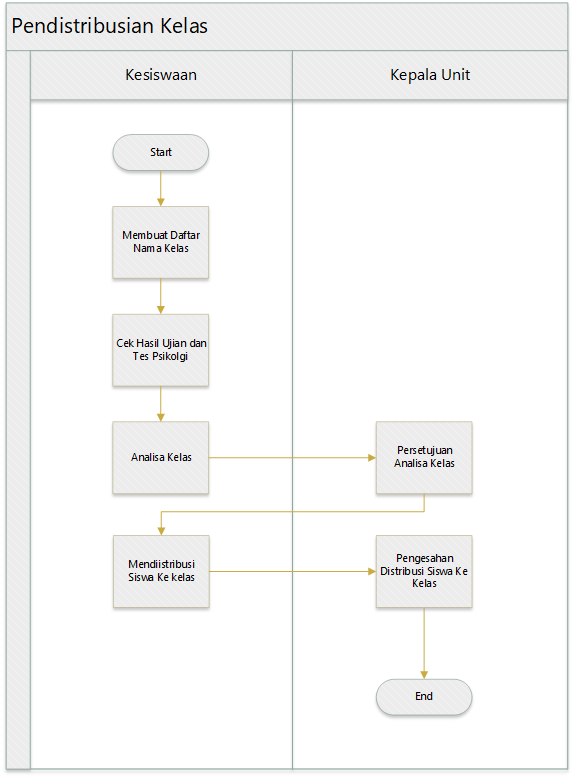 Pendistribusian Kelas
Kesiswaan
Kepala Unit
Start
Membuat Daftar
Nama Kelas
Cek Hasil Ujian dan
Tes Psikolgi
Analisa Kelas
Persetujuan
Analisa Kelas
Mendiistribusi
Siswa Ke kelas
Pengesahan
Distribusi Siswa Ke
Kelas
End